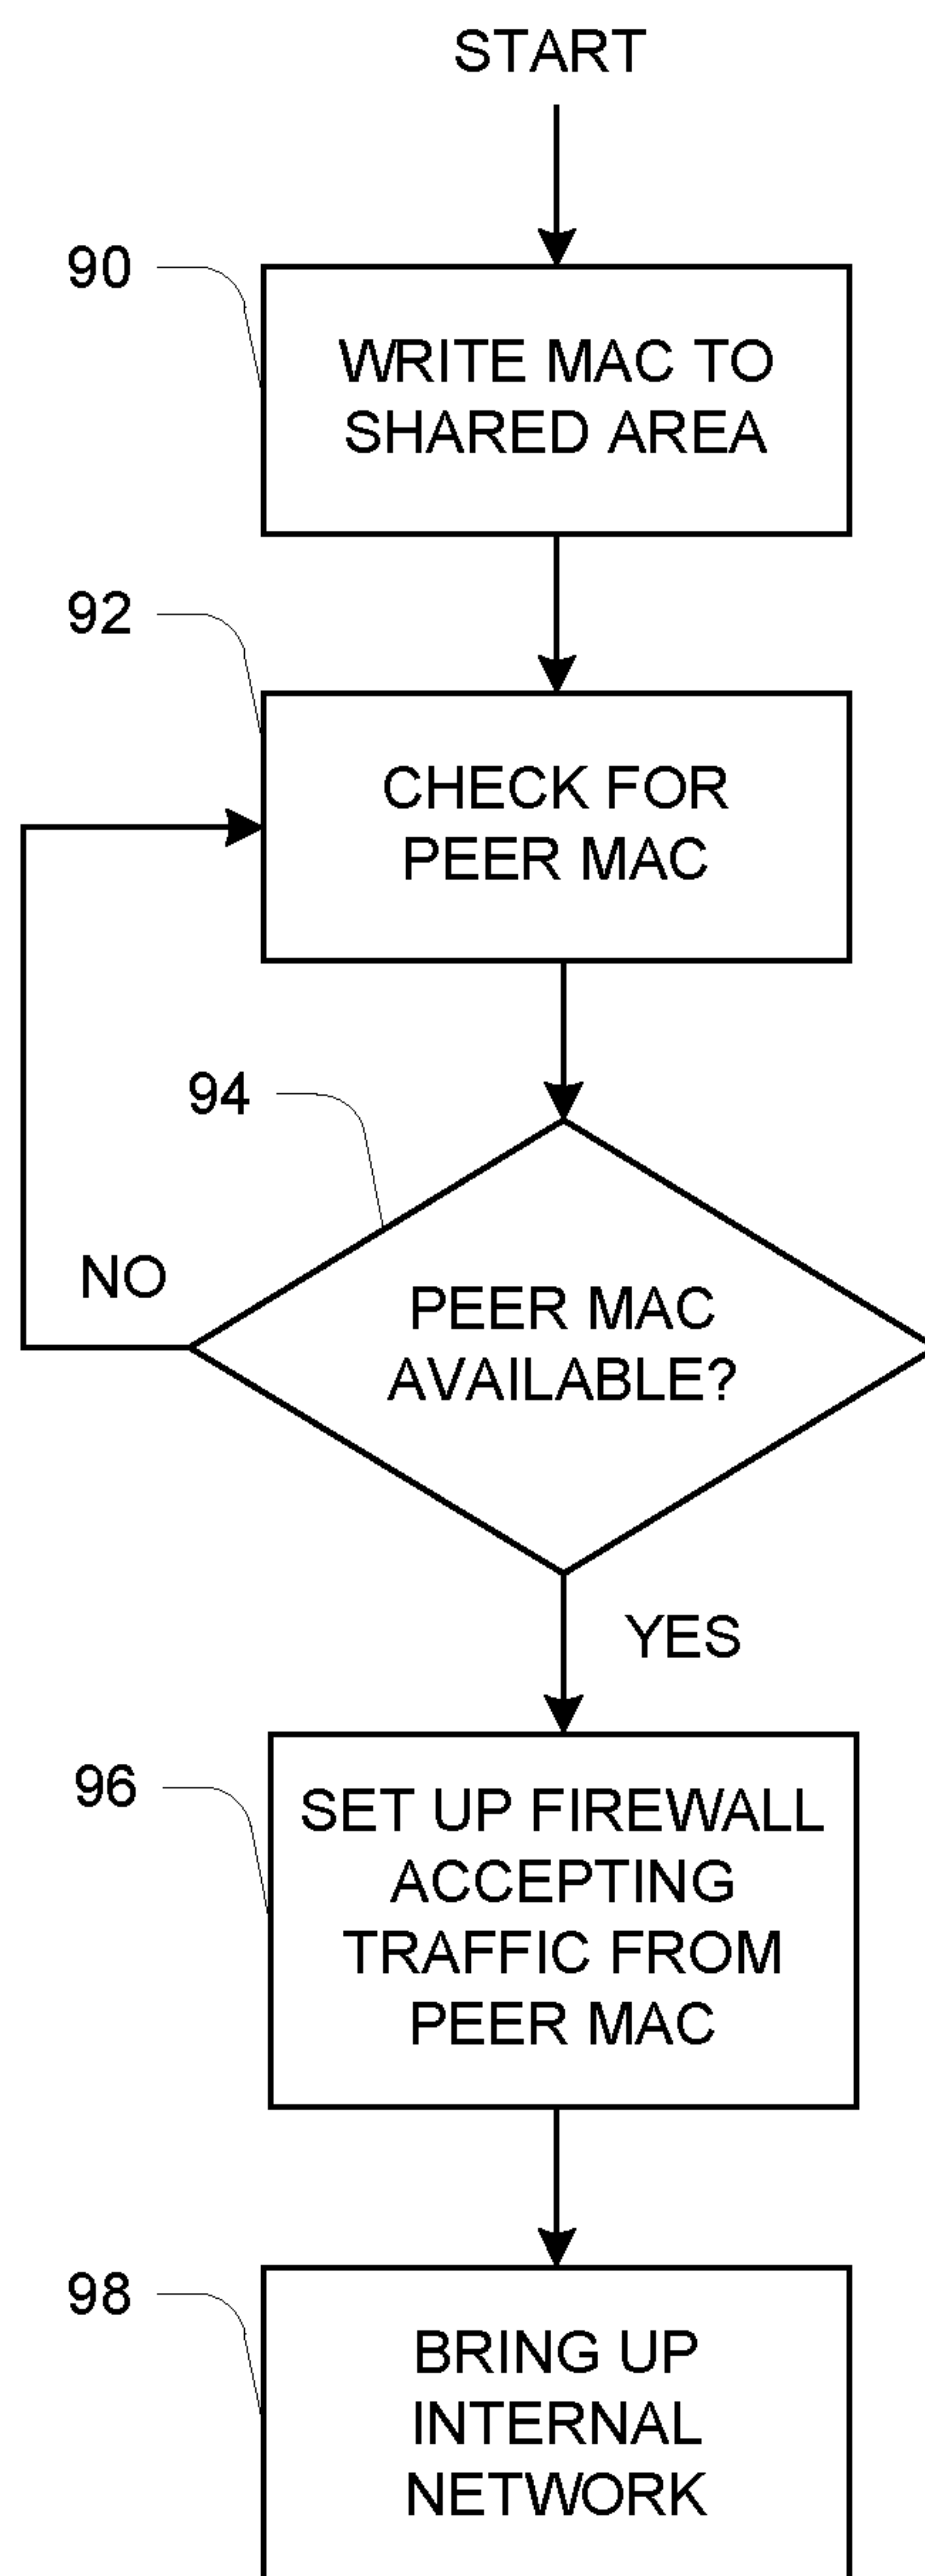 START
90
WRITE MAC TO
SHARED AREA
92
CHECK FOR
PEER MAC
94
NO
PEER MAC
AVAILABLE?
YES
96
SET UP FIREWALL
ACCEPTING
TRAFFIC FROM
PEER MAC
98
BRING UP
INTERNAL
NETWORK